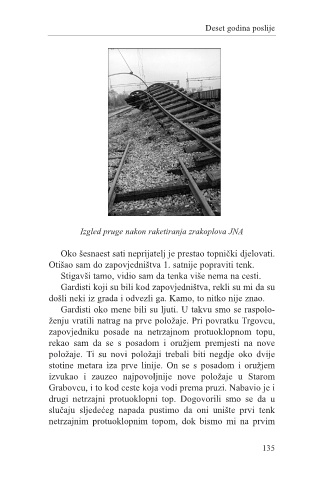 Deset godina poslije
Izgled pruge nakon raketiranja zrakoplova JNA
Oko šesnaest sati neprijatelj je prestao topnički djelovati.
Otišao sam do zapovjedništva 1. satnije popraviti tenk.
Stigavši tamo, vidio sam da tenka više nema na cesti.
Gardisti koji su bili kod zapovjedništva, rekli su mi da su
došli neki iz grada i odvezli ga. Kamo, to nitko nije znao.
Gardisti oko mene bili su ljuti. U takvu smo se raspolo-
ženju vratili natrag na prve položaje. Pri povratku Trgovcu,
zapovjedniku posade na netrzajnom protuoklopnom topu,
rekao sam da se s posadom i oružjem premjesti na nove
položaje. Ti su novi položaji trebali biti negdje oko dvije
stotine metara iza prve linije. On se s posadom i oružjem
izvukao i zauzeo najpovoljnije nove položaje u Starom
Grabovcu, i to kod ceste koja vodi prema pruzi. Nabavio je i
drugi netrzajni protuoklopni top. Dogovorili smo se da u
slučaju sljedećeg napada pustimo da oni unište prvi tenk
netrzajnim protuoklopnim topom, dok bismo mi na prvim
135